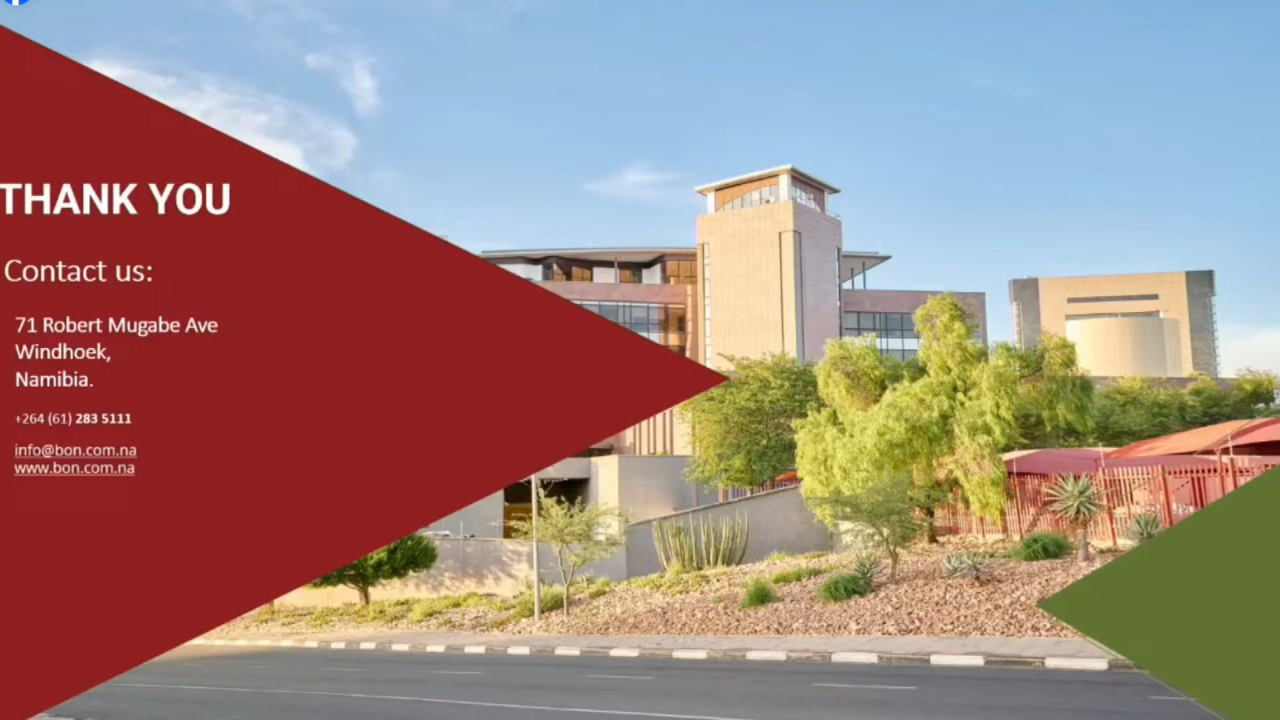 THANK YOU
Contact us:
71 Robert Mugabe Ave
Windhoek,
Namibia.
+264 (61) 283 5111
info@bon.com.na
www.bon.com.na